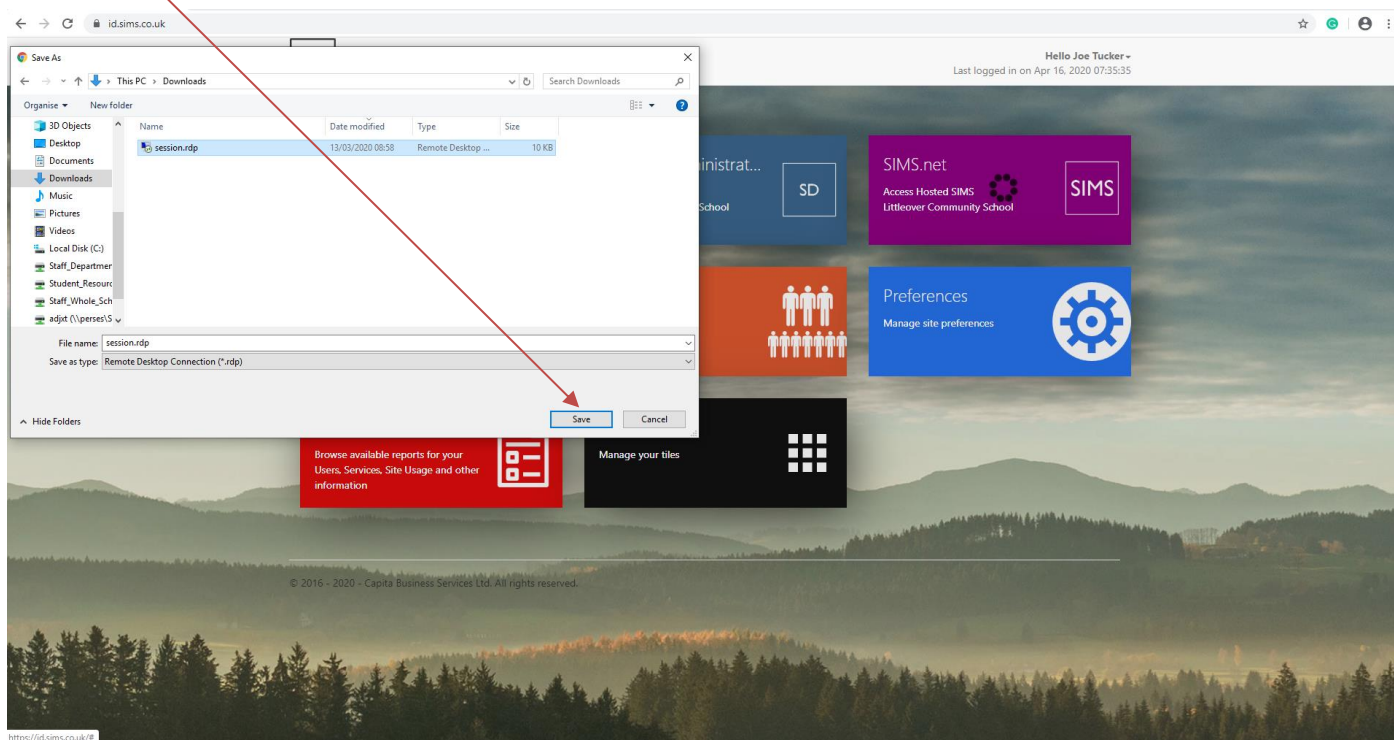 id.sims.co.uk
Save As
This PC > Downloads
Search Downloads
Organise
New folder
3D Objects
Desktop
Documents
Downloads
Music
Pictures
Videos
Local Disk (C:)
Staff_Departmer
Student_Resourc
Staff_Whole_Sch
adjxt (\\perses\S
Name Date modified Type Size
session.rdp 13/03/2020 08:58 Remote Desktop ... 10 KB
File name: session.rdp
Save as type: Remote Desktop Connection (*.rdp)
Hide Folders
Save Cancel
Hello Joe Tucker
Last logged in on Apr 16, 2020 07:35:35
inistrat...
School
SD
SIMS.net
Access Hosted SIMS
Littleover Community School
SIMS
Preferences
Manage site preferences
Browse available reports for your
Users, Services, Site Usage and other
information
Manage your tiles
© 2016 - 2020 - Capita Business Services Ltd. All rights reserved.
https://id.sims.co.uk/#